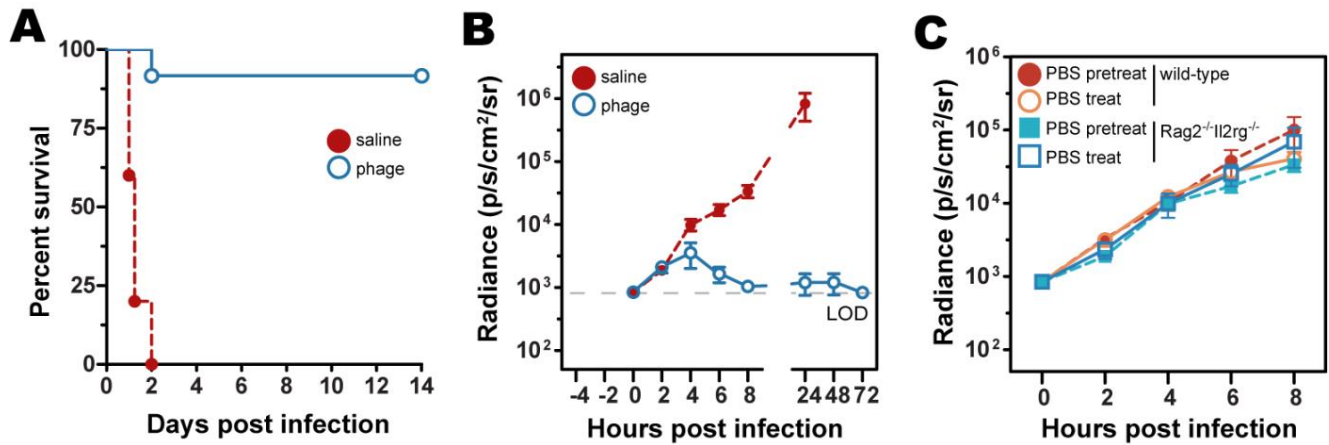 A
Percent survival
100
75
50
25
0
0 2 4 6 8 10 12 14
Days post infection
saline
phage
B
Radiance (p/s/cm²/sr)
10⁶
10⁵
10⁴
10³
10²
saline
phage
LOD
-4 -2 0 2 4 6 8 24 48 72
Hours post infection
C
Radiance (p/s/cm²/sr)
10⁶
10⁵
10⁴
10³
10²
PBS pretreat wild-type
PBS treat
PBS pretreat Rag2⁻ᐟ⁻Il2rg⁻ᐟ⁻
PBS treat
0 2 4 6 8
Hours post infection